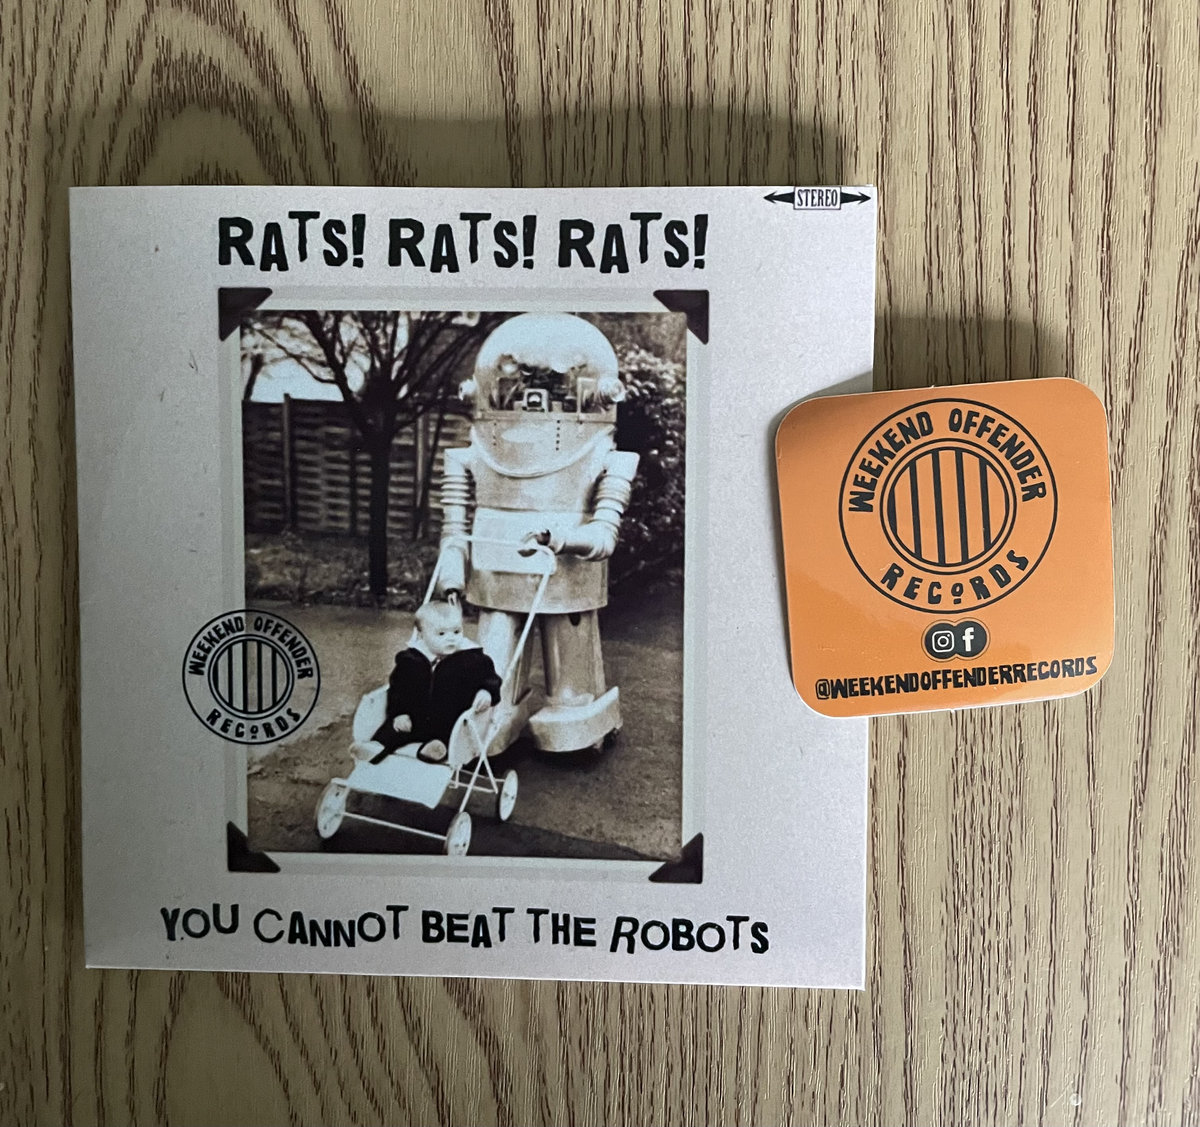 STEREO
RATS! RATS! RATS!
WEEKEND OFFENDER
RECORDS
YOU CANNOT BEAT THE ROBOTS
WEEKEND OFFENDER
RECORDS
@WEEKENDOFFENDERRECORDS